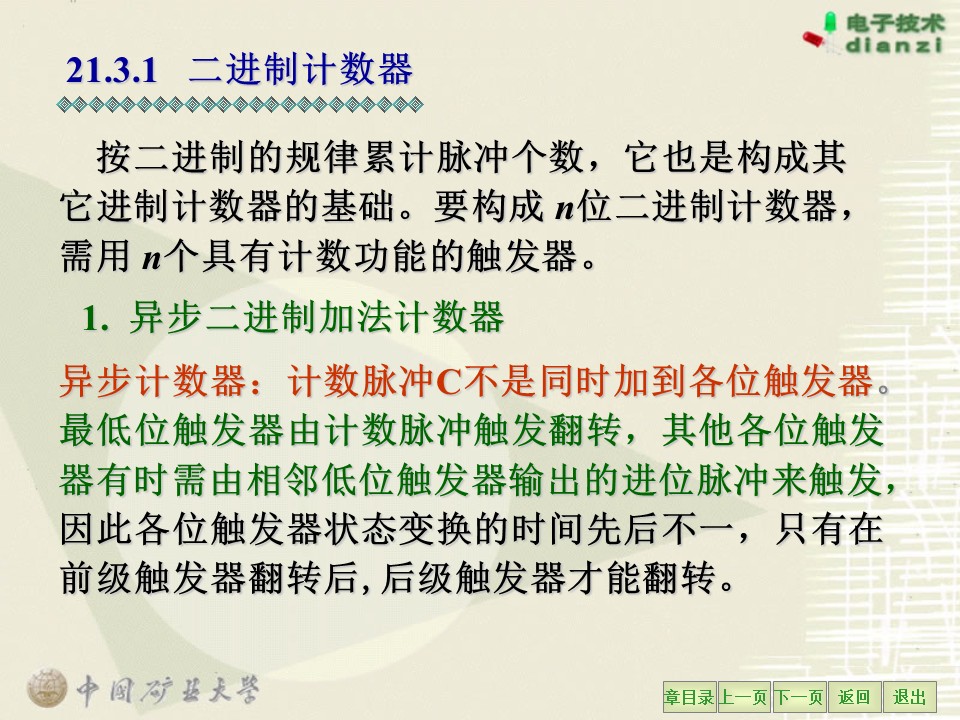 电子技术
dianzi
21.3.1 二进制计数器
按二进制的规律累计脉冲个数，它也是构成其
它进制计数器的基础。要构成 n位二进制计数器，
需用 n个具有计数功能的触发器。
1. 异步二进制加法计数器
异步计数器：计数脉冲C不是同时加到各位触发器。
最低位触发器由计数脉冲触发翻转，其他各位触发
器有时需由相邻低位触发器输出的进位脉冲来触发，
因此各位触发器状态变换的时间先后不一，只有在
前级触发器翻转后,后级触发器才能翻转。
中国矿业大学
章目录 上一页 下一页 返回 退出